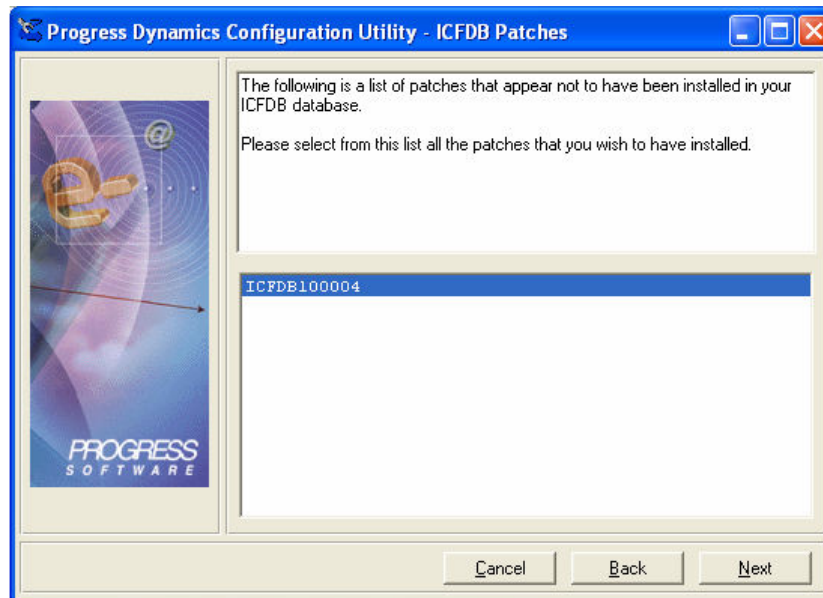 Progress Dynamics Configuration Utility - ICFDB Patches
The following is a list of patches that appear not to have been installed in your
ICFDB database.
Please select from this list all the patches that you wish to have installed.
@
e-
ICFDB100004
PROGRESS
SOFTWARE
Cancel
Back
Next